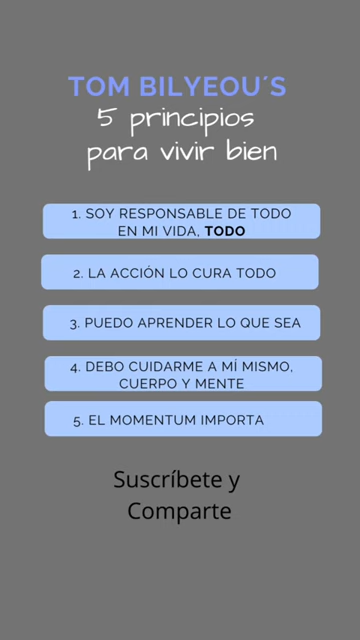 TOM BILYEOU´S
5 principios
para vivir bien
1. SOY RESPONSABLE DE TODO
EN MI VIDA, TODO
2. LA ACCIÓN LO CURA TODO
3. PUEDO APRENDER LO QUE SEA
4. DEBO CUIDARME A MÍ MISMO,
CUERPO Y MENTE
5. EL MOMENTUM IMPORTA
Suscríbete y
Comparte